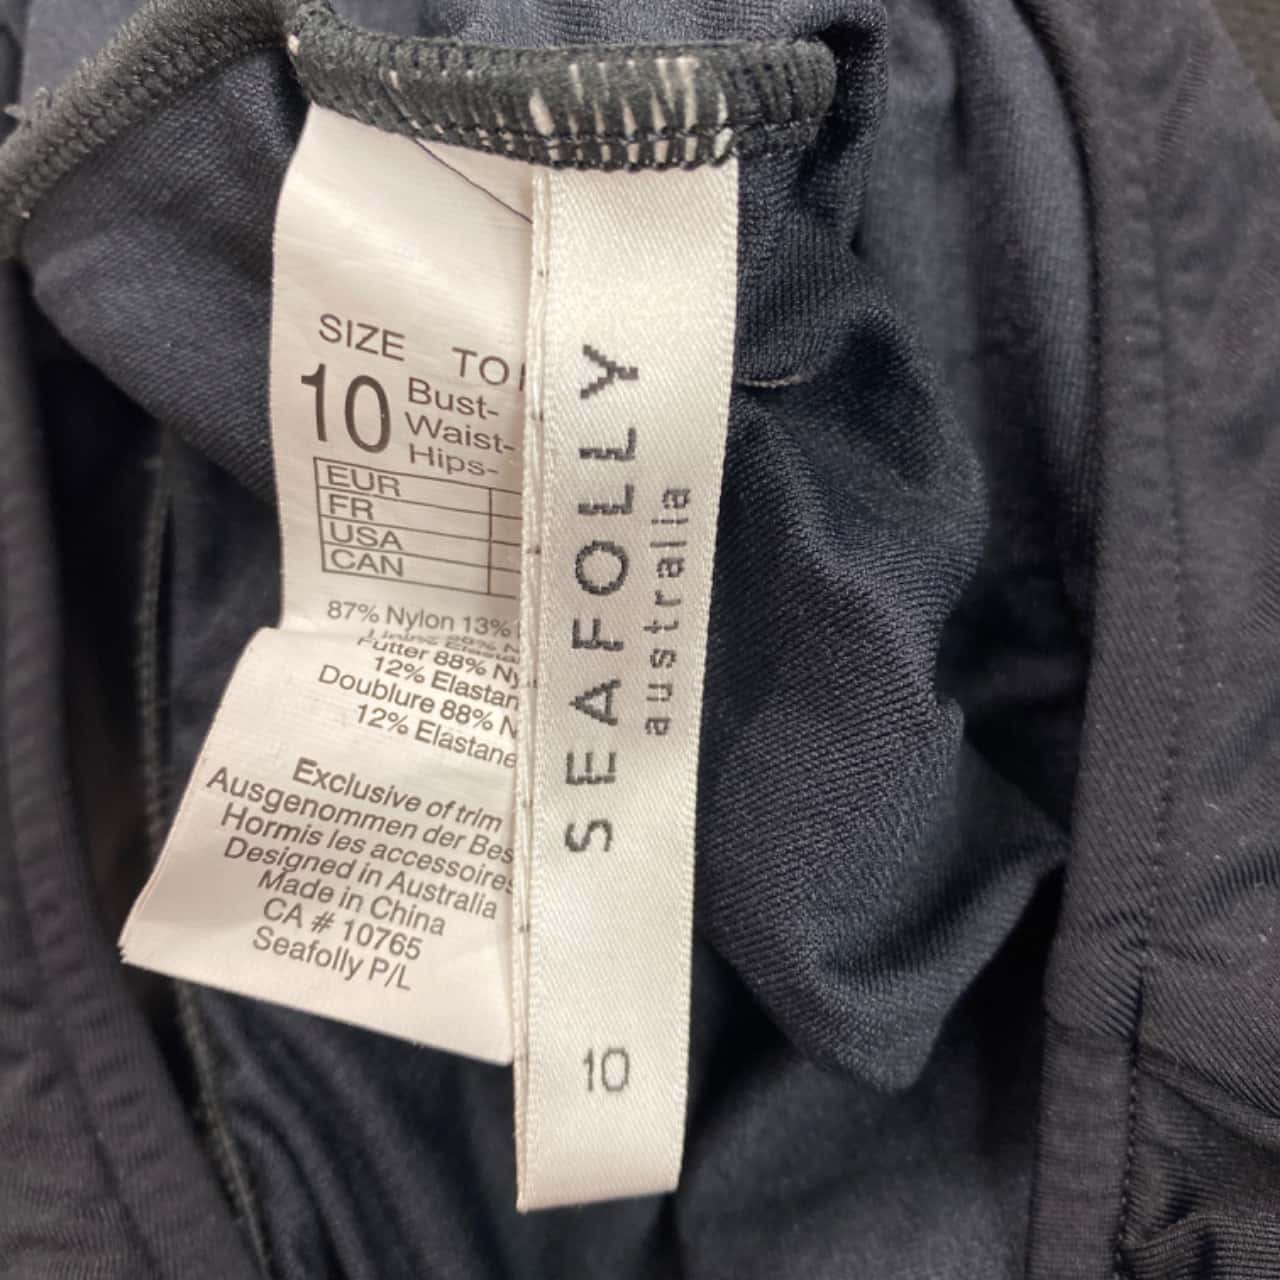 SIZE TO
10 Bust-
Waist-
Hips-
EUR
FR
USA
CAN
87% Nylon 13%
Futter 88% Ny
12% Elastan
Doublure 88% N
12% Elastane
Exclusive of trim
Ausgenommen der Bes
Hormis les accessoires
Designed in Australia
Made in China
CA # 10765
Seafolly P/L
SEAFOLLY
australia
10